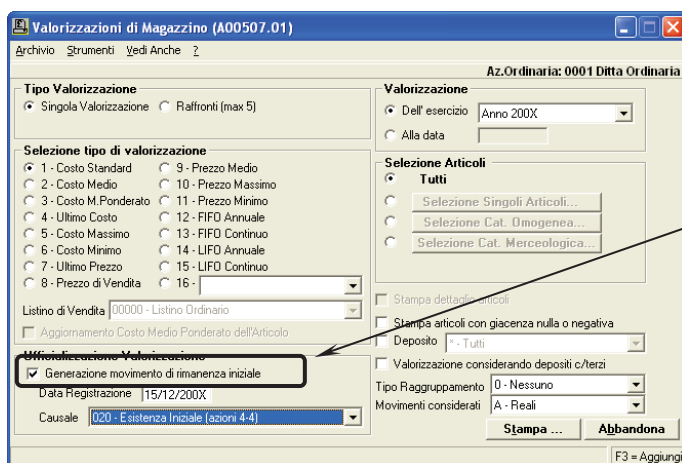 Valorizzazioni di Magazzino (A00507.01)
Archivio Strumenti Vedi Anche ?
Az.Ordinaria: 0001 Ditta Ordinaria
Tipo Valorizzazione
Singola Valorizzazione Raffronti (max 5)
Valorizzazione
Dell' esercizio Anno 200X
Alla data
Selezione tipo di valorizzazione
1 - Costo Standard 9 - Prezzo Medio
2 - Costo Medio 10 - Prezzo Massimo
3 - Costo M.Ponderato 11 - Prezzo Minimo
4 - Ultimo Costo 12 - FIFO Annuale
5 - Costo Massimo 13 - FIFO Continuo
6 - Costo Minimo 14 - LIFO Annuale
7 - Ultimo Prezzo 15 - LIFO Continuo
8 - Prezzo di Vendita 16 -
Listino di Vendita 00000 - Listino Ordinario
Aggiornamento Costo Medio Ponderato dell'Articolo
Selezione Articoli
Tutti
Selezione Singoli Articoli...
Selezione Cat. Omogenea...
Selezione Cat. Merceologica...
Stampa dettaglio articoli
Stampa articoli con giacenza nulla o negativa
Deposito * - Tutti
Valorizzazione considerando depositi c/terzi
Tipo Raggruppamento 0 - Nessuno
Movimenti considerati A - Reali
Ufficializzazione Valorizzazione
Generazione movimento di rimanenza iniziale
Data Registrazione 15/12/200X
Causale 020 - Esistenza Iniziale (azioni 4-4)
Stampa ... Abbandona
F3 = Aggiungi